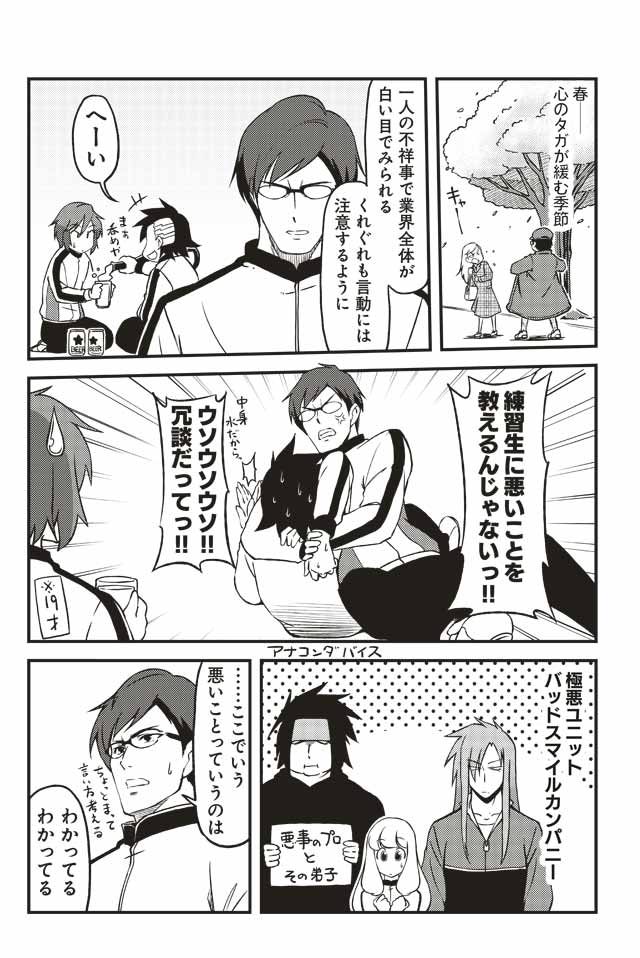 春――
心のタガが緩む季節
キャー
一人の不祥事で業界全体が
白い目でみられる
くれぐれも言動には
注意するように
へーい
まぁ
呑めや
BEER
BEER
練習生に悪いことを
教えるんじゃないっ!!
中身
水だから。
ウソウソウソ!!
冗談だってっ!!
※19才
アナコンダバイス
極悪ユニット
バッドスマイルカンパニー
悪事のプロ
と
その弟子
……ここでいう
悪いことっていうのは
ちょっとまって
言い方考える
わかってる
わかってる